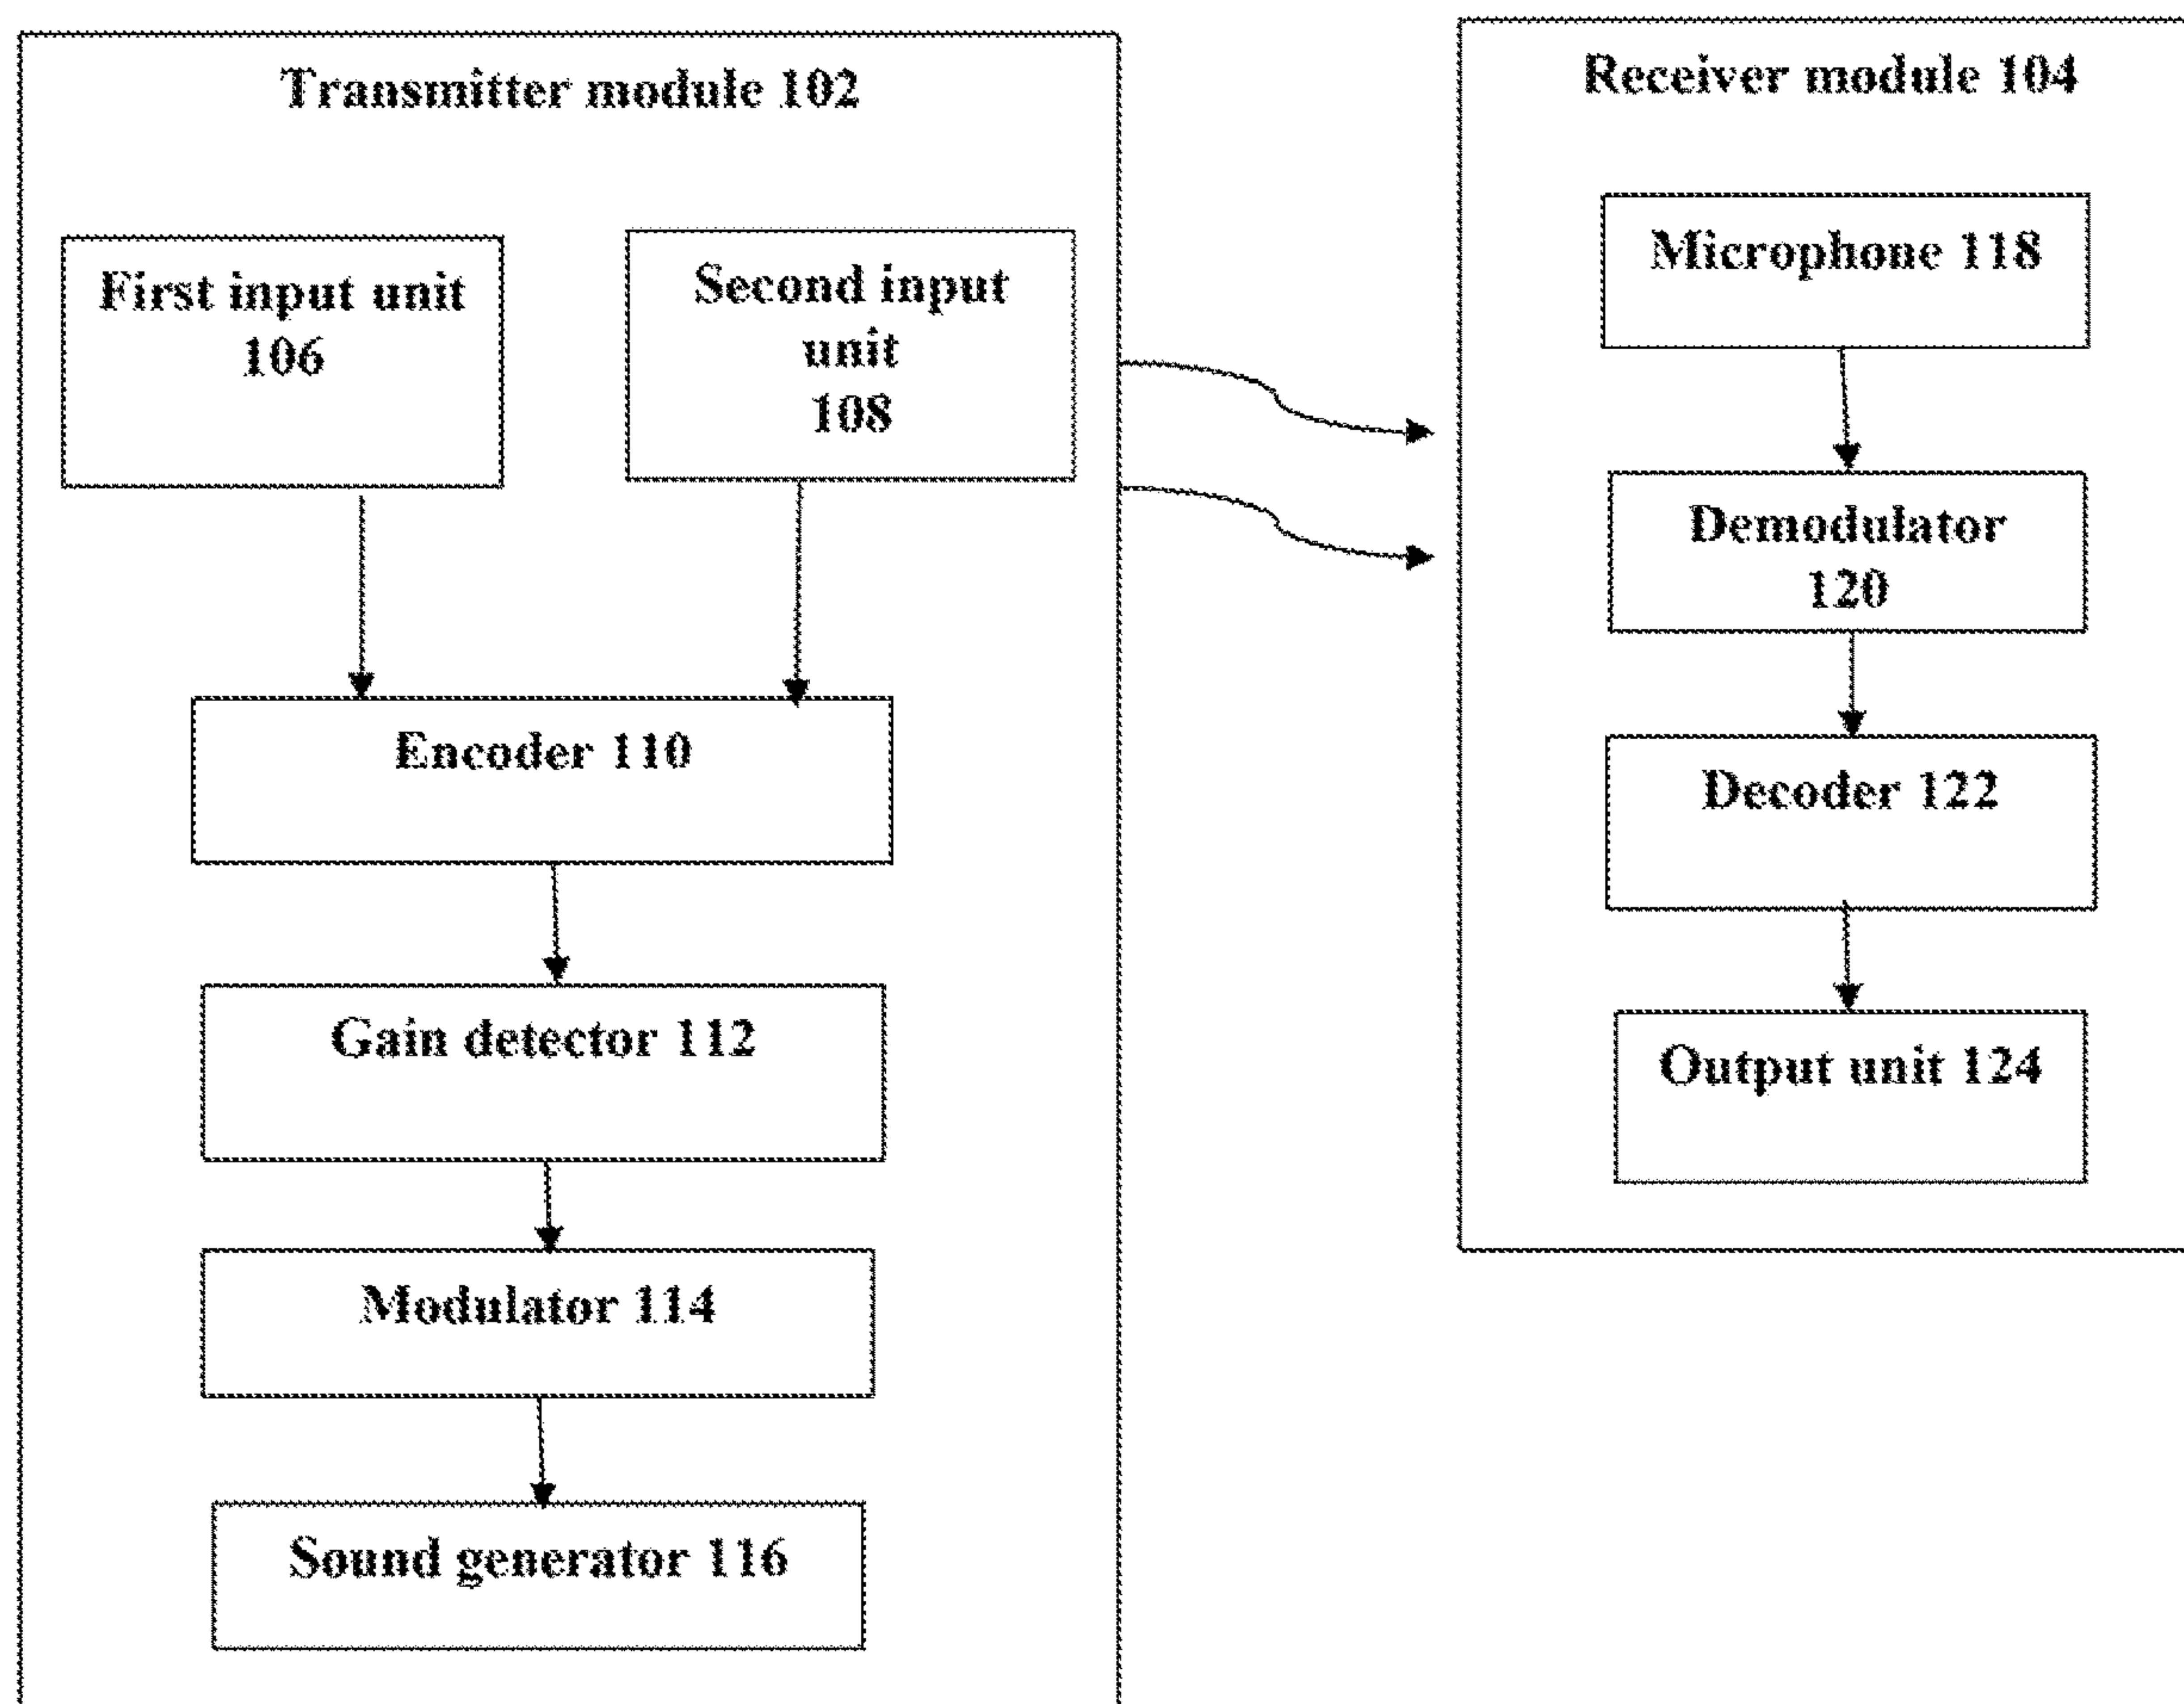 Transmitter module 102
First input unit
106
Second input
unit
108
Encoder 110
Gain detector 112
Modulator 114
Sound generator 116
Receiver module 104
Microphone 118
Demodulator
120
Decoder 122
Output unit 124